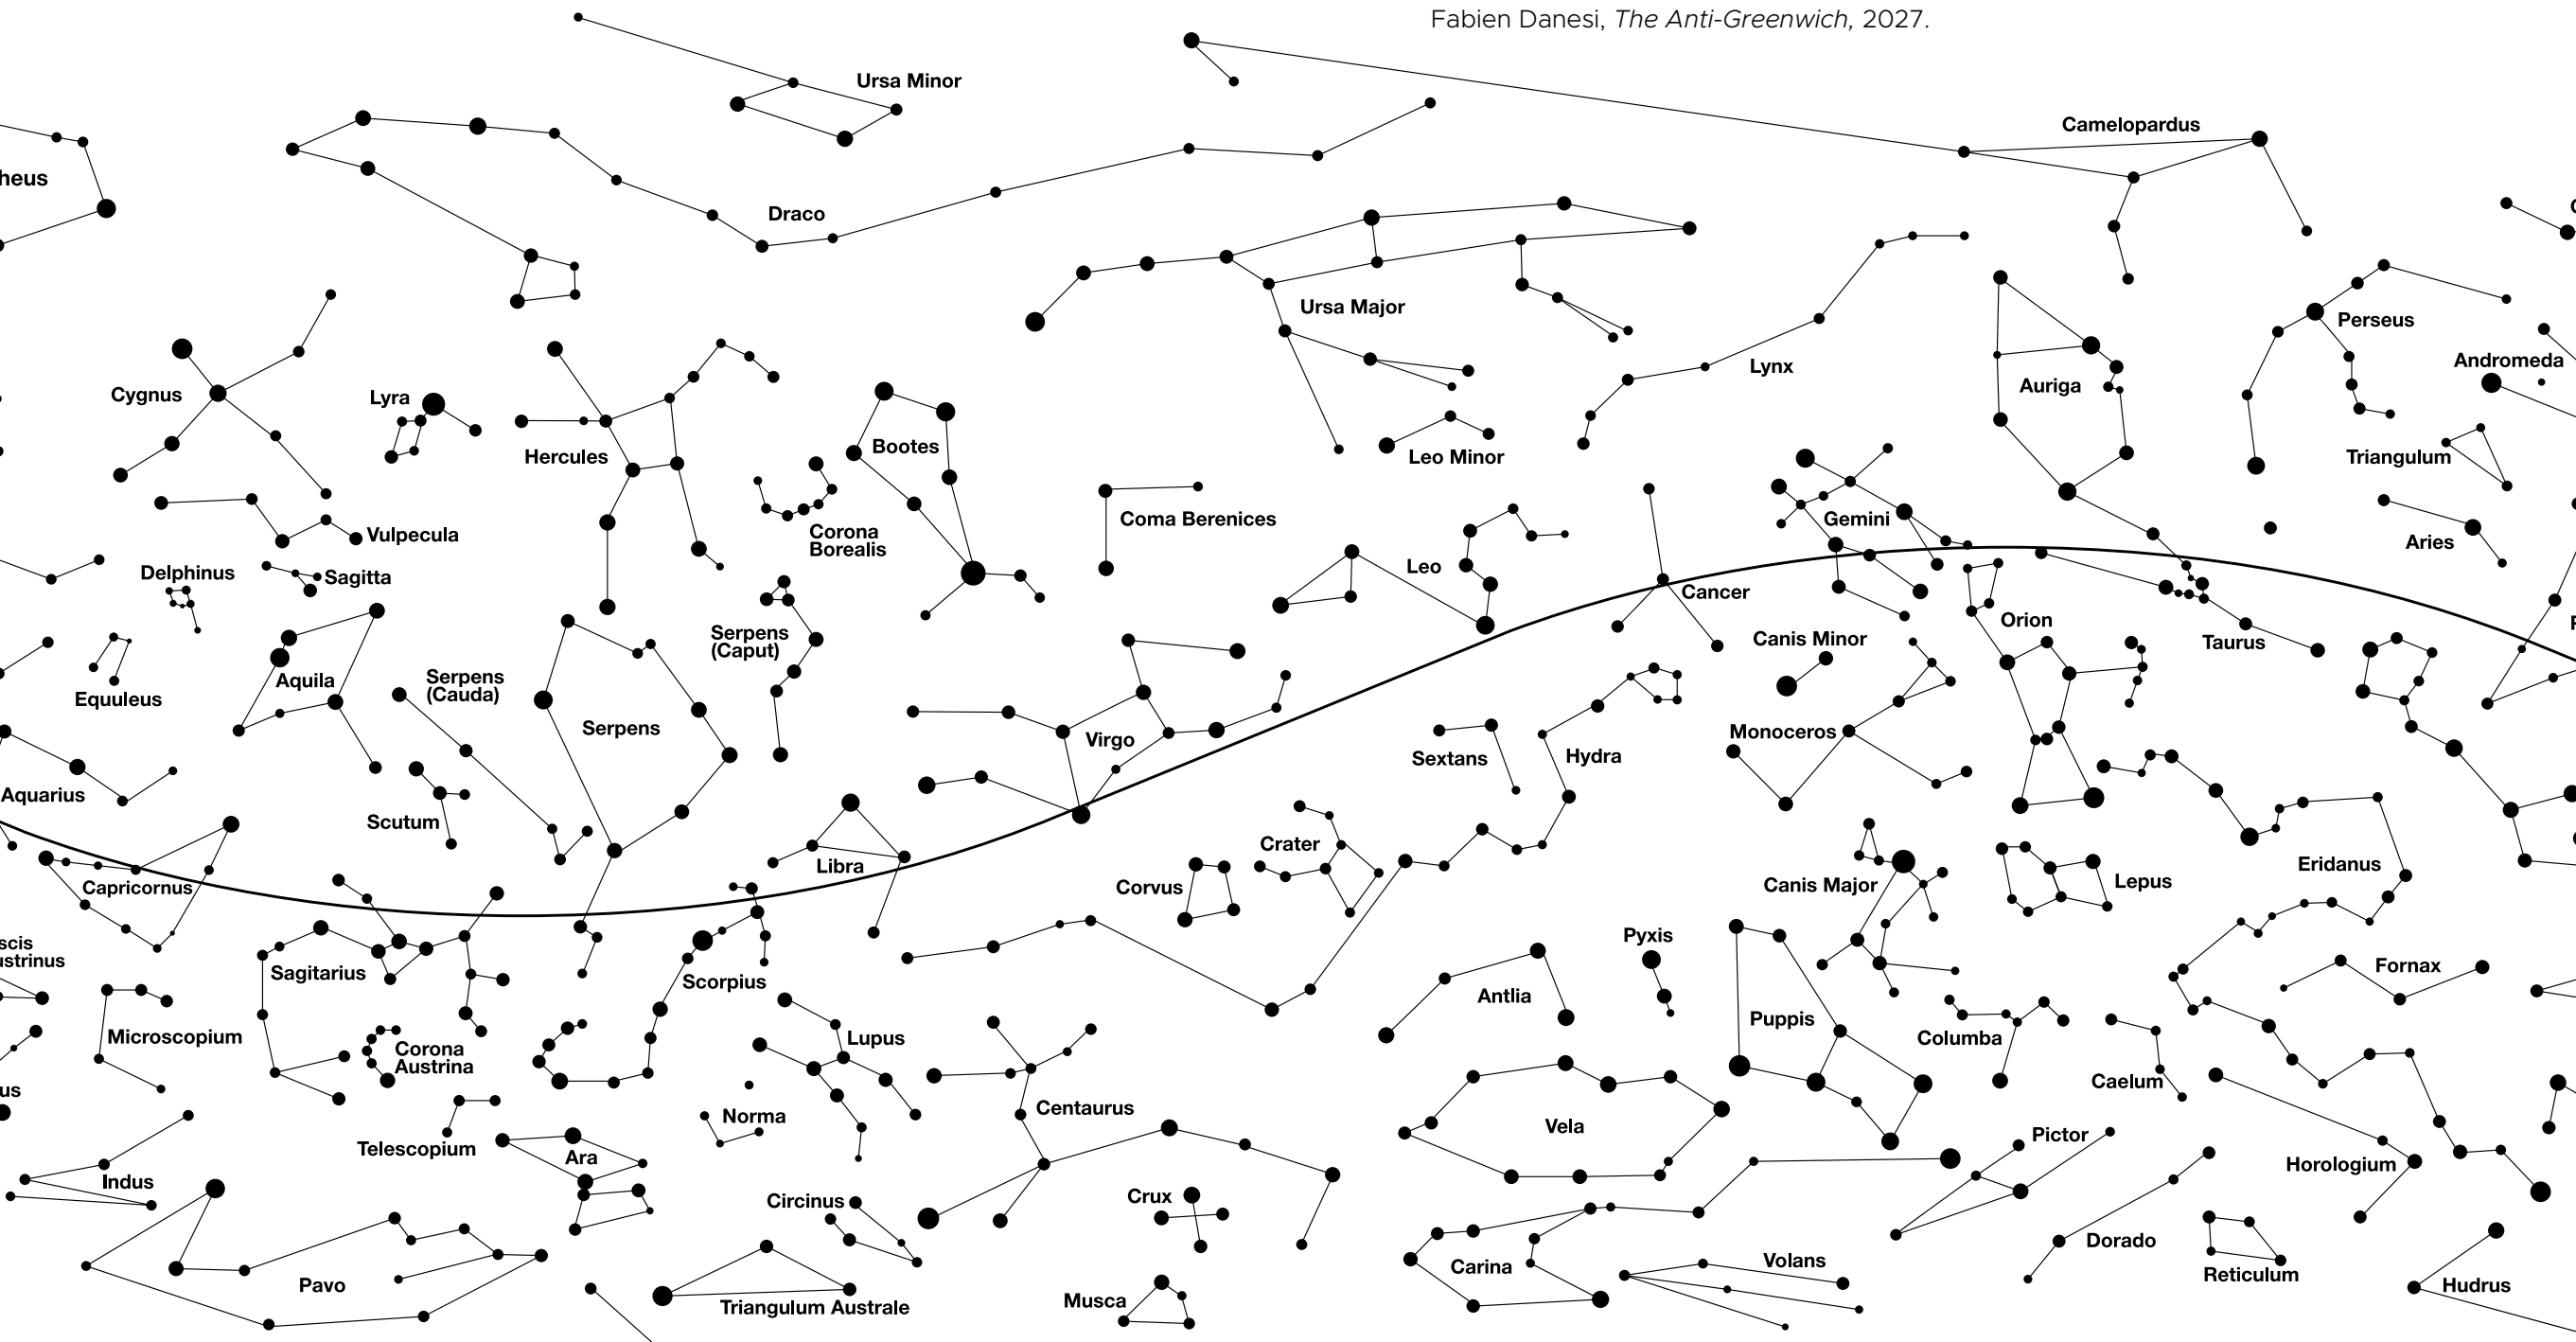 Fabien Danesi, The Anti-Greenwich, 2027.
Ursa Minor
Camelopardus
heus
Draco
Ursa Major
Perseus
Andromeda
Lynx
Auriga
Cygnus
Lyra
Hercules
Bootes
Leo Minor
Triangulum
Coma Berenices
Gemini
Vulpecula
Corona
Borealis
Aries
Delphinus
Sagitta
Leo
Cancer
Orion
Taurus
Serpens
(Caput)
Canis Minor
Equuleus
Aquila
Serpens
(Cauda)
Serpens
Virgo
Monoceros
Sextans
Hydra
Aquarius
Scutum
Libra
Crater
Corvus
Canis Major
Lepus
Eridanus
Capricornus
scis
ustrinus
Sagitarius
Scorpius
Pyxis
Fornax
Antlia
Puppis
Microscopium
Corona
Austrina
Lupus
Columba
Caelum
us
Norma
Centaurus
Vela
Telescopium
Ara
Pictor
Horologium
Indus
Circinus
Crux
Dorado
Pavo
Carina
Volans
Reticulum
Hudrus
Triangulum Australe
Musca